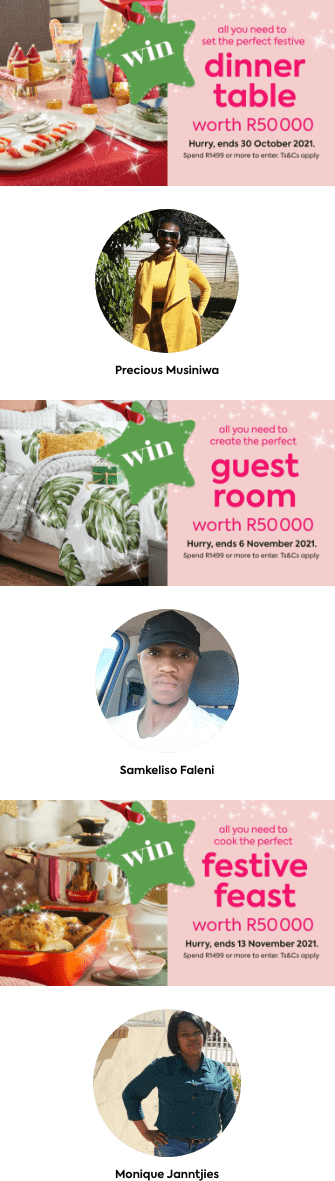 win
all you need to
set the perfect festive
dinner
table
worth R50 000
Hurry, ends 30 October 2021.
Spend R1499 or more to enter. Ts&Cs apply
Precious Musiniwa
win
all you need to
create the perfect
guest
room
worth R50 000
Hurry, ends 6 November 2021.
Spend R1499 or more to enter. Ts&Cs apply
Samkeliso Faleni
win
all you need to
cook the perfect
festive
feast
worth R50 000
Hurry, ends 13 November 2021.
Spend R1499 or more to enter. Ts&Cs apply
Monique Janntjies